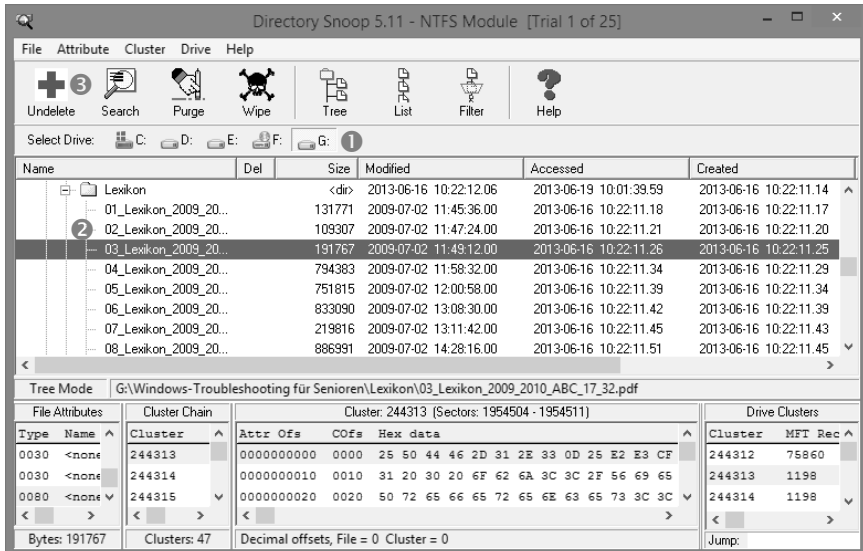 Directory Snoop 5.11 - NTFS Module [Trial 1 of 25]
File Attribute Cluster Drive Help
3
Undelete Search Purge Wipe Tree List Filter Help
Select Drive: C: D: E: F: G: 1
Name Del Size Modified Accessed Created
Lexikon <dir> 2013-06-16 10:22:12.06 2013-06-19 10:01:39.59 2013-06-16 10:22:11.14
01_Lexikon_2009_20... 131771 2009-07-02 11:45:36.00 2013-06-16 10:22:11.18 2013-06-16 10:22:11.17
2 02_Lexikon_2009_20... 109307 2009-07-02 11:47:24.00 2013-06-16 10:22:11.21 2013-06-16 10:22:11.20
03_Lexikon_2009_20... 191767 2009-07-02 11:49:12.00 2013-06-16 10:22:11.26 2013-06-16 10:22:11.25
04_Lexikon_2009_20... 794383 2009-07-02 11:58:32.00 2013-06-16 10:22:11.34 2013-06-16 10:22:11.29
05_Lexikon_2009_20... 751815 2009-07-02 12:00:58.00 2013-06-16 10:22:11.39 2013-06-16 10:22:11.34
06_Lexikon_2009_20... 833090 2009-07-02 13:08:30.00 2013-06-16 10:22:11.42 2013-06-16 10:22:11.39
07_Lexikon_2009_20... 219816 2009-07-02 13:11:42.00 2013-06-16 10:22:11.45 2013-06-16 10:22:11.43
08_Lexikon_2009_20... 886991 2009-07-02 14:28:16.00 2013-06-16 10:22:11.51 2013-06-16 10:22:11.45
Tree Mode G:\Windows-Troubleshooting für Senioren\Lexikon\03_Lexikon_2009_2010_ABC_17_32.pdf
File Attributes Cluster Chain Cluster: 244313 (Sectors: 1954504 - 1954511) Drive Clusters
Type Name Cluster Attr Ofs COfs Hex data Cluster MFT Rec
0030 <none 244313 0000000000 0000 25 50 44 46 2D 31 2E 33 0D 25 E2 E3 CF 244312 75860
0030 <none 244314 0000000010 0010 31 20 30 20 6F 62 6A 3C 3C 2F 56 69 65 244313 1198
0080 <none 244315 0000000020 0020 50 72 65 66 65 72 65 6E 63 65 73 3C 3C 244314 1198
Bytes: 191767 Clusters: 47 Decimal offsets, File = 0 Cluster = 0 Jump: